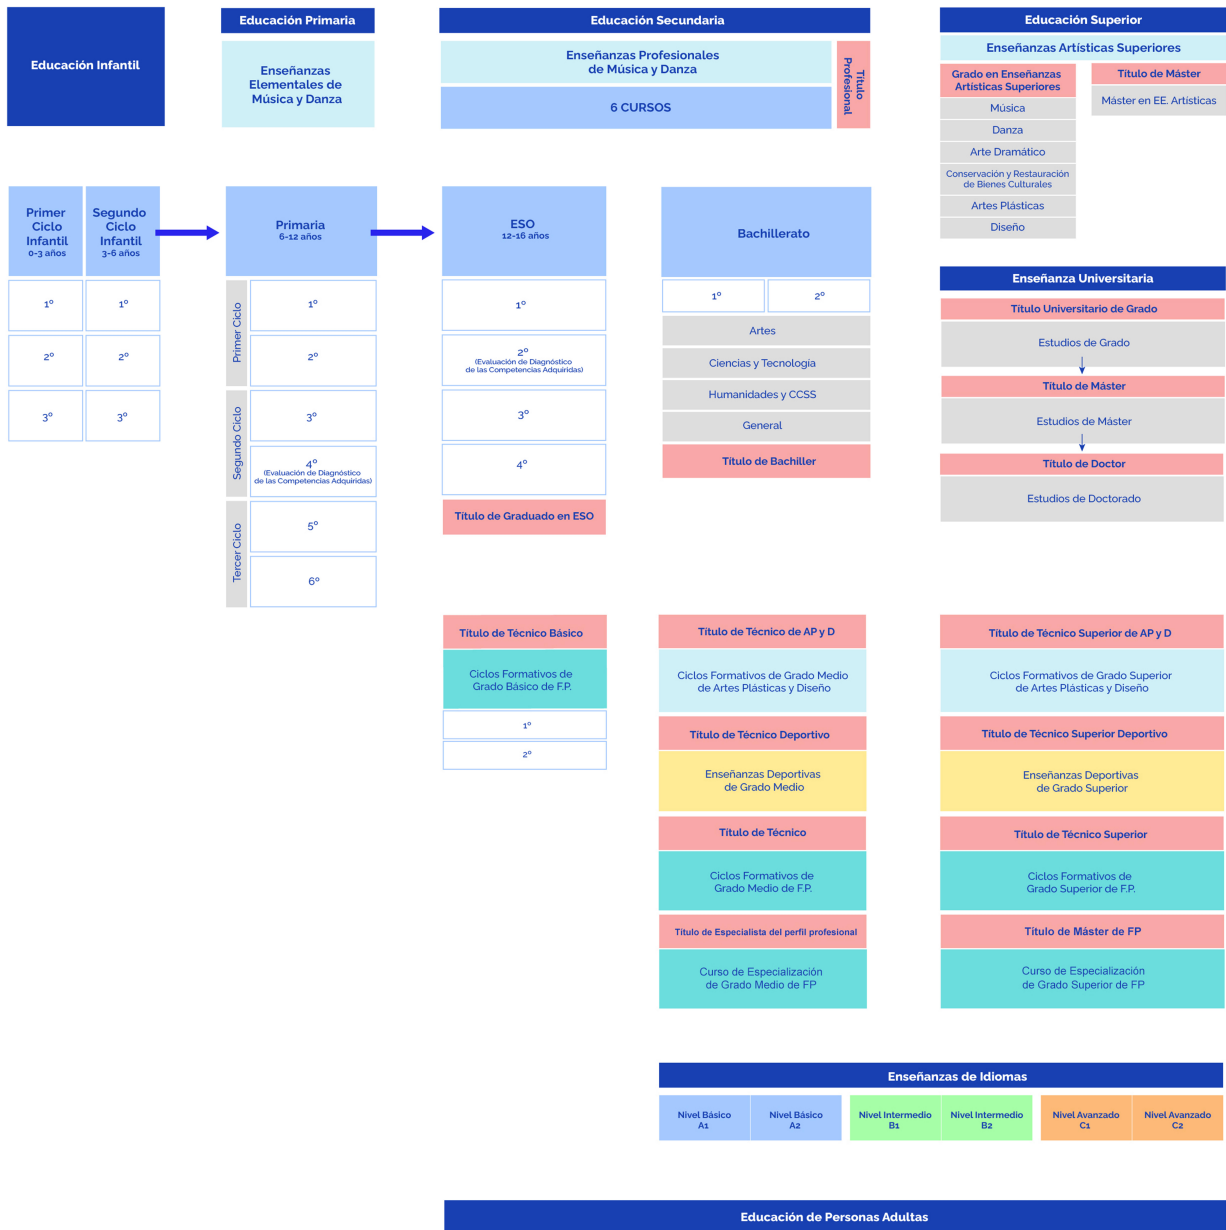 Educación Infantil
Educación Primaria
Enseñanzas
Elementales de
Música y Danza
Educación Secundaria
Enseñanzas Profesionales
de Música y Danza
6 CURSOS
Título
Profesional
Educación Superior
Enseñanzas Artísticas Superiores
Grado en Enseñanzas
Artísticas Superiores
Música
Danza
Arte Dramático
Conservación y Restauración
de Bienes Culturales
Artes Plásticas
Diseño
Título de Máster
Máster en EE. Artísticas
Primer
Ciclo
Infantil
0-3 años
1º
2º
3º
Segundo
Ciclo
Infantil
3-6 años
1º
2º
3º
Primaria
6-12 años
Primer Ciclo
1º
2º
Segundo Ciclo
3º
4º
(Evaluación de Diagnóstico
de las Competencias Adquiridas)
Tercer Ciclo
5º
6º
ESO
12-16 años
1º
2º
(Evaluación de Diagnóstico
de las Competencias Adquiridas)
3º
4º
Título de Graduado en ESO
Bachillerato
1º
2º
Artes
Ciencias y Tecnología
Humanidades y CCSS
General
Título de Bachiller
Enseñanza Universitaria
Título Universitario de Grado
Estudios de Grado
Título de Máster
Estudios de Máster
Título de Doctor
Estudios de Doctorado
Título de Técnico Básico
Ciclos Formativos de
Grado Básico de F.P.
1º
2º
Título de Técnico de AP y D
Ciclos Formativos de Grado Medio
de Artes Plásticas y Diseño
Título de Técnico Deportivo
Enseñanzas Deportivas
de Grado Medio
Título de Técnico
Ciclos Formativos de
Grado Medio de F.P.
Título de Especialista del perfil profesional
Curso de Especialización
de Grado Medio de FP
Título de Técnico Superior de AP y D
Ciclos Formativos de Grado Superior
de Artes Plásticas y Diseño
Título de Técnico Superior Deportivo
Enseñanzas Deportivas
de Grado Superior
Título de Técnico Superior
Ciclos Formativos de
Grado Superior de F.P.
Título de Máster de FP
Curso de Especialización
de Grado Superior de FP
Enseñanzas de Idiomas
Nivel Básico
A1
Nivel Básico
A2
Nivel Intermedio
B1
Nivel Intermedio
B2
Nivel Avanzado
C1
Nivel Avanzado
C2
Educación de Personas Adultas